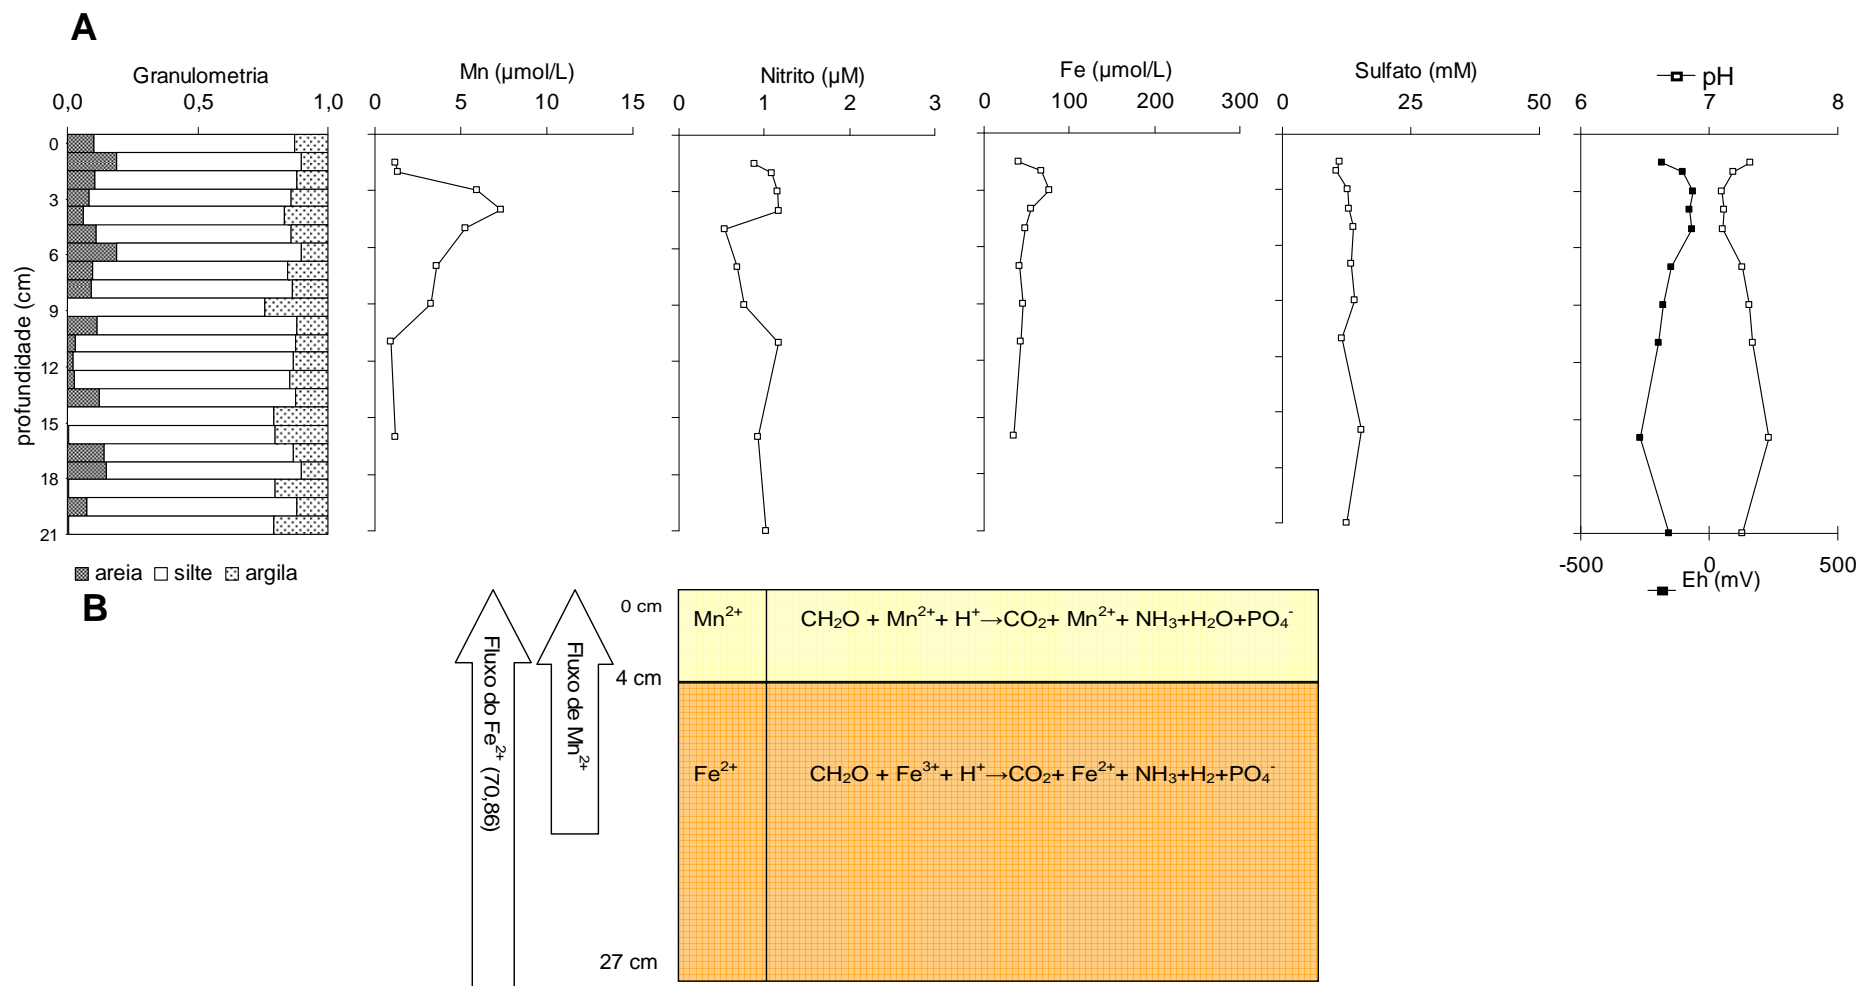 A
Granulometria
0,0 0,5 1,0
Mn (µmol/L)
0 5 10 15
Nitrito (µM)
0 1 2 3
Fe (µmol/L)
0 100 200 300
Sulfato (mM)
0 25 50
pH
6 7 8
profundidade (cm)
0
3
6
9
12
15
18
21
areia silte argila
-500 0 500
Eh (mV)
B
Fluxo do Fe²⁺ (70,86)
Fluxo de Mn²⁺
0 cm
4 cm
27 cm
Mn²⁺ CH₂O + Mn²⁺+ H⁺→CO₂+ Mn²⁺+ NH₃+H₂O+PO₄⁻
Fe²⁺ CH₂O + Fe³⁺+ H⁺→CO₂+ Fe²⁺+ NH₃+H₂+PO₄⁻